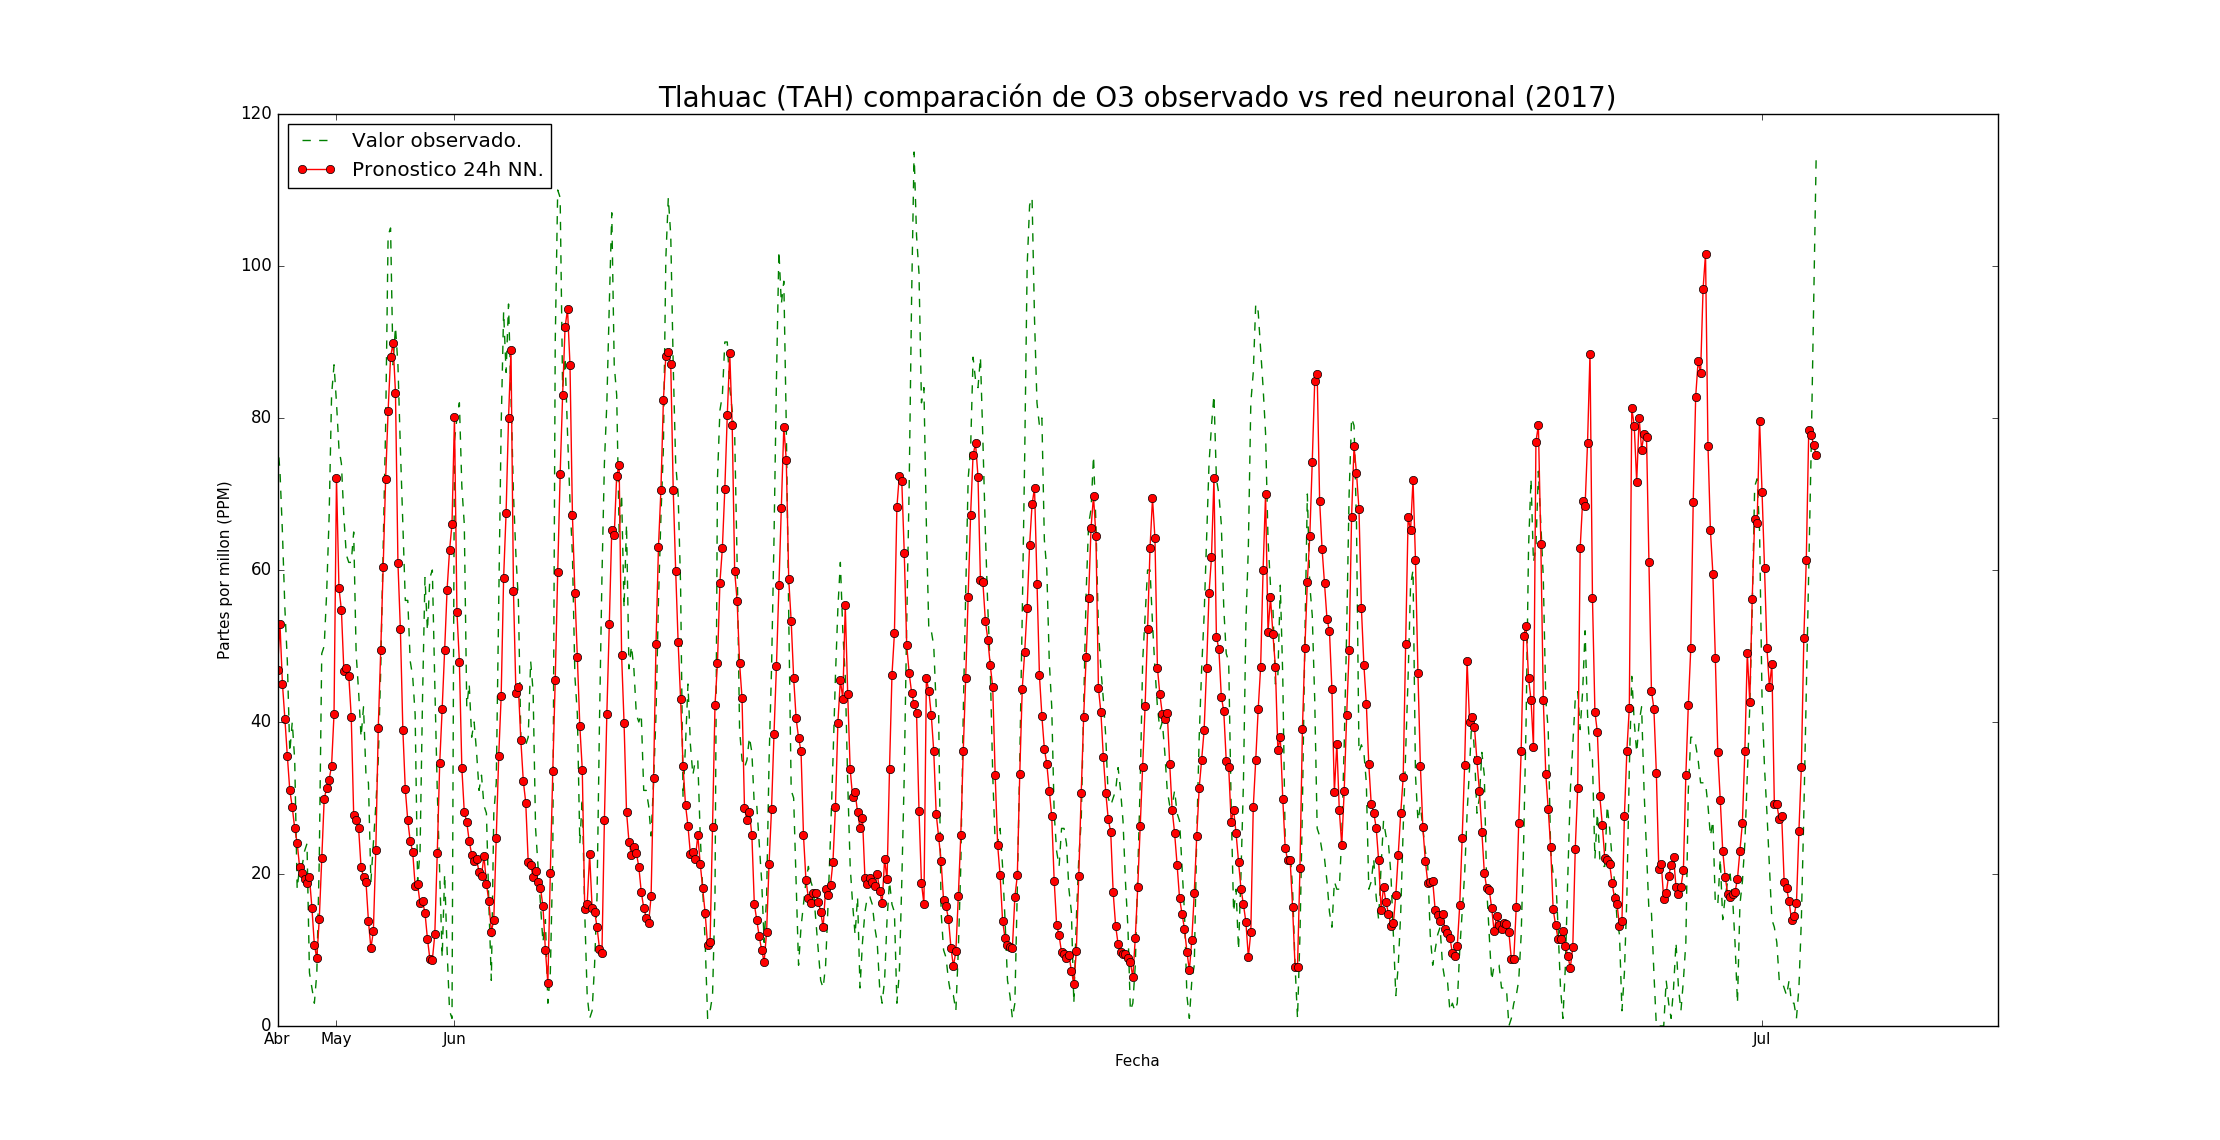 Tlahuac (TAH) comparación de O3 observado vs red neuronal (2017)
120
100
80
60
40
20
0
Partes por millon (PPM)
Valor observado.
Pronostico 24h NN.
Abr May Jun Jul
Fecha